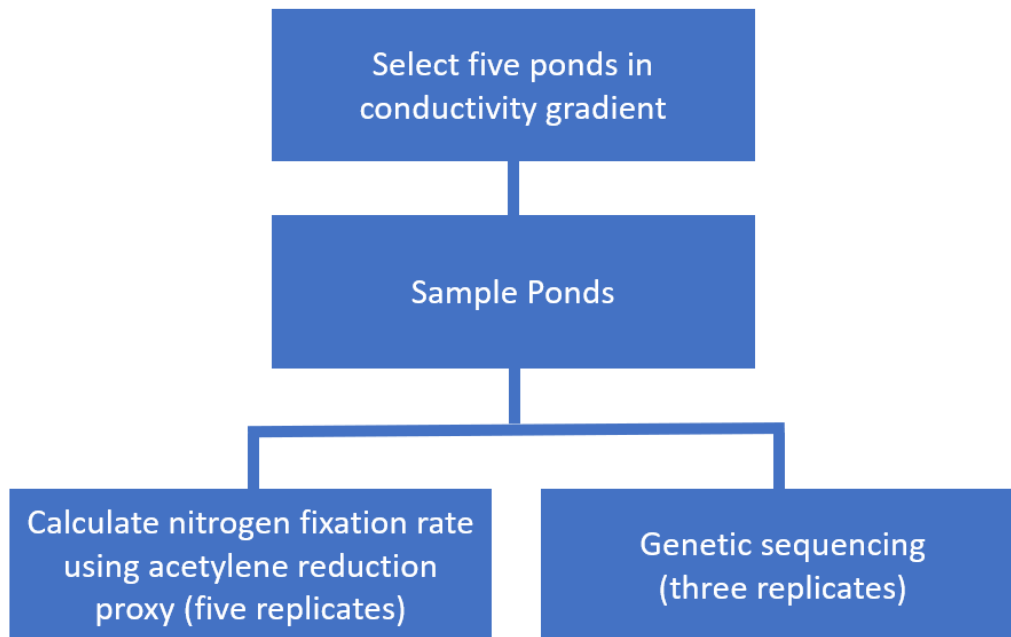 Select five ponds in
conductivity gradient
Sample Ponds
Calculate nitrogen fixation rate
using acetylene reduction
proxy (five replicates)
Genetic sequencing
(three replicates)